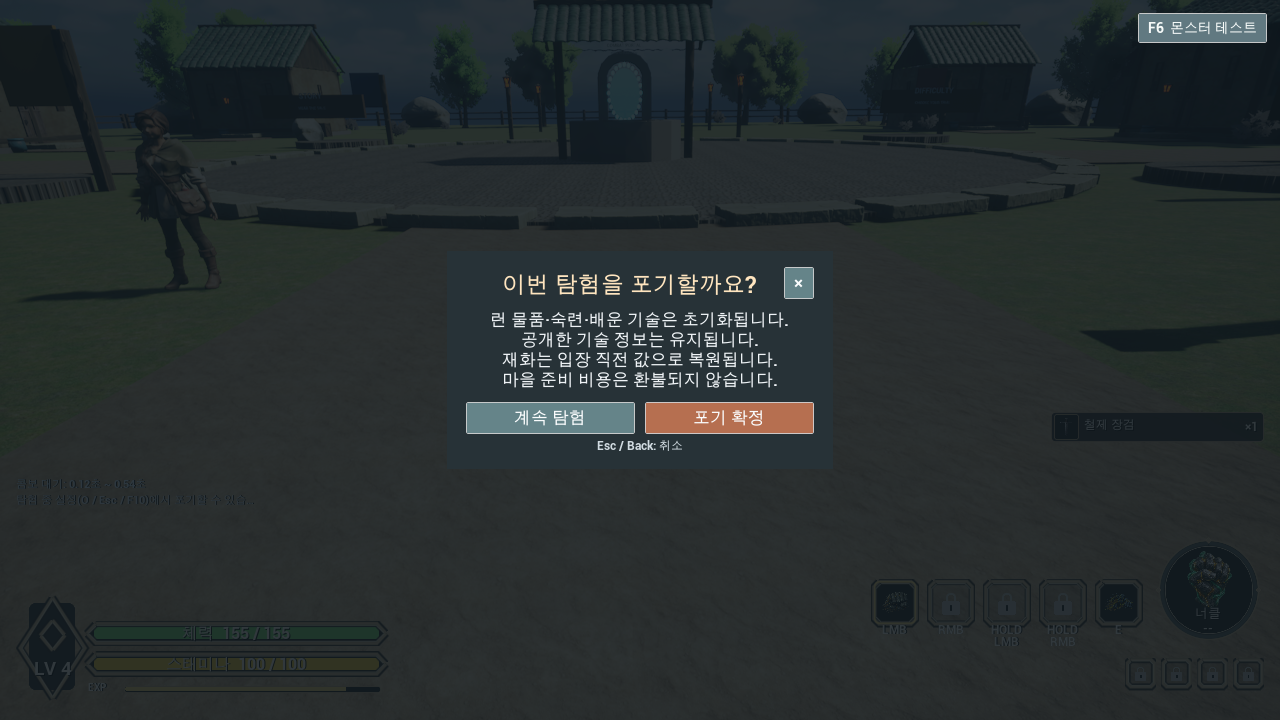 F6 몬스터 테스트
이번 탐험을 포기할까요?
×
런 물품·숙련·배운 기술은 초기화됩니다.
공개한 기술 정보는 유지됩니다.
재화는 입장 직전 값으로 복원됩니다.
마을 준비 비용은 환불되지 않습니다.
계속 탐험
포기 확정
Esc / Back: 취소
철제 장검
×1
너클
체력 155 / 155
스태미나 100 / 100
LV 4
EXP
LMB
RMB
HOLD
LMB
HOLD
RMB
E